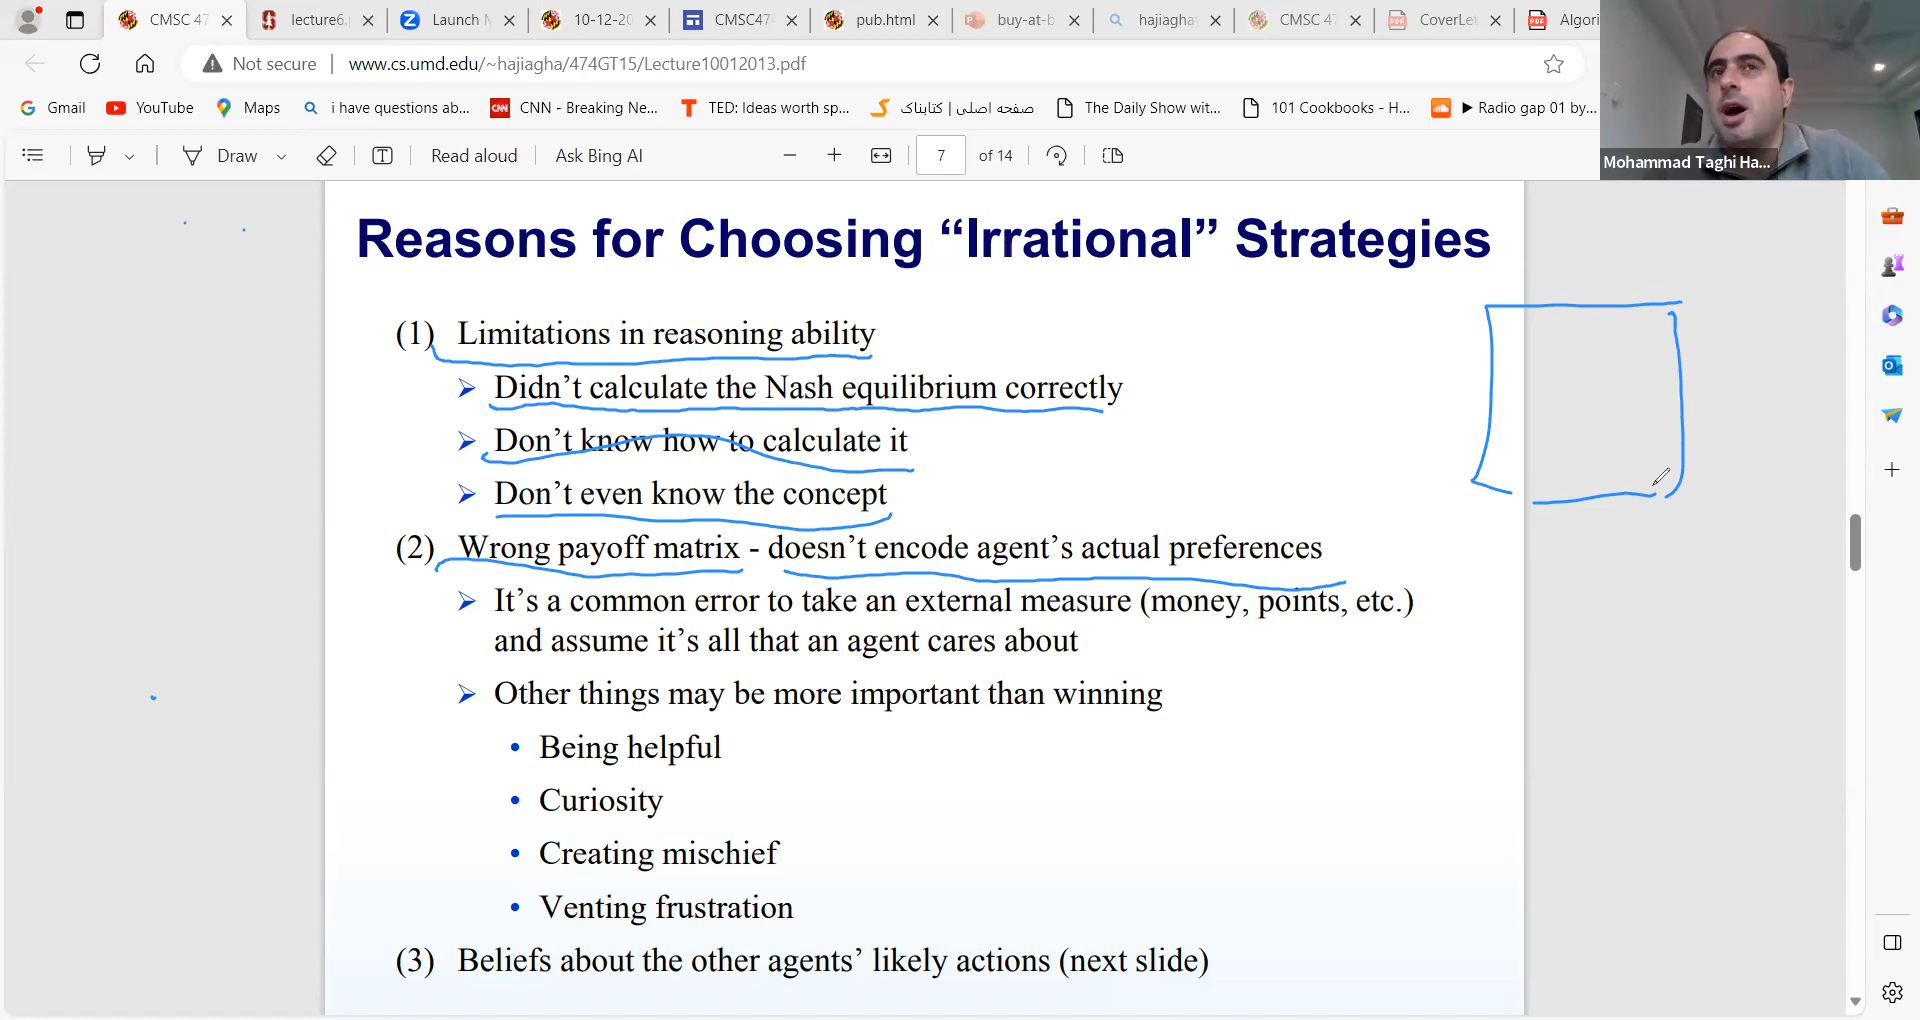 CMSC 47
lecture6.p
Launch M
10-12-20
CMSC474
pub.html
buy-at-b
hajiagha
CMSC 47
CoverLet
Algori
Not secure
www.cs.umd.edu/~hajiagha/474GT15/Lecture10012013.pdf
Gmail
YouTube
Maps
i have questions ab...
CNN - Breaking Ne...
TED: Ideas worth sp...
صفحه اصلی | کتابناک
The Daily Show wit...
101 Cookbooks - H...
▶ Radio gap 01 by...
Mohammad Taghi Ha...
Draw
Read aloud
Ask Bing AI
7
of 14
Reasons for Choosing “Irrational” Strategies
(1) Limitations in reasoning ability
➢ Didn’t calculate the Nash equilibrium correctly
➢ Don’t know how to calculate it
➢ Don’t even know the concept
(2) Wrong payoff matrix - doesn’t encode agent’s actual preferences
➢ It’s a common error to take an external measure (money, points, etc.)
and assume it’s all that an agent cares about
➢ Other things may be more important than winning
• Being helpful
• Curiosity
• Creating mischief
• Venting frustration
(3) Beliefs about the other agents’ likely actions (next slide)